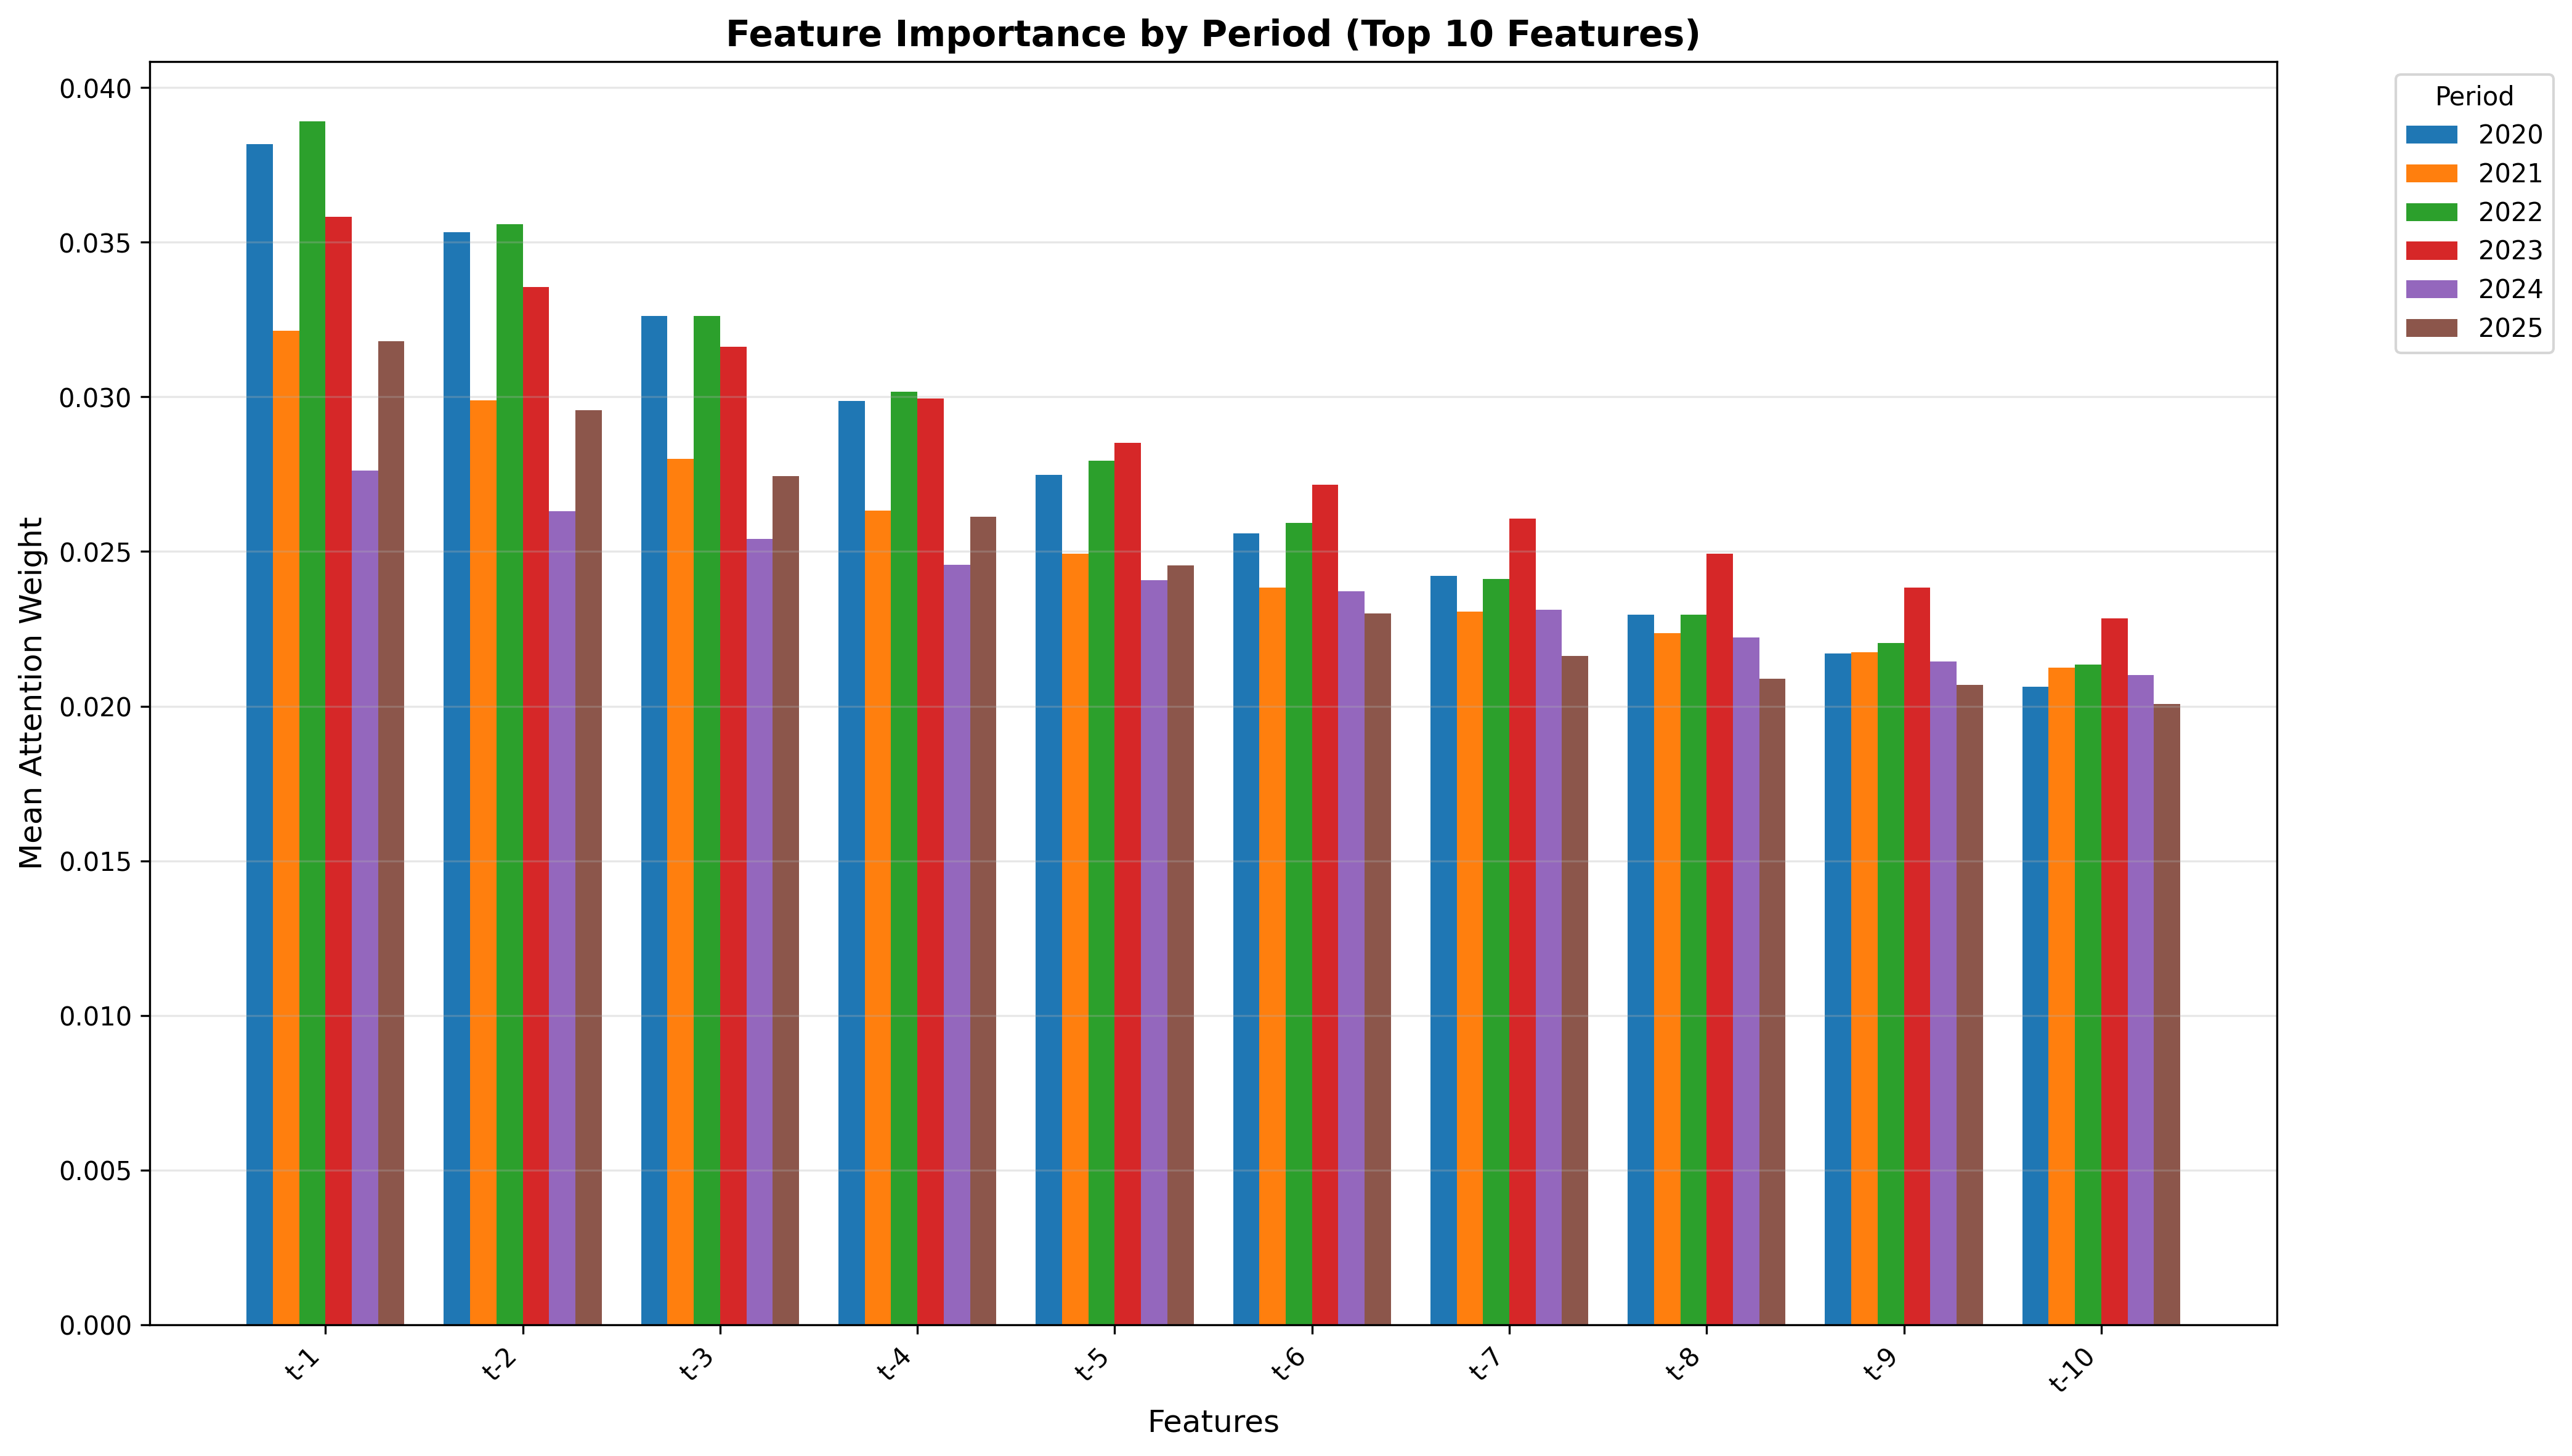 Feature Importance by Period (Top 10 Features)
Period
2020
2021
2022
2023
2024
2025
Mean Attention Weight
0.040
0.035
0.030
0.025
0.020
0.015
0.010
0.005
0.000
t-1
t-2
t-3
t-4
t-5
t-6
t-7
t-8
t-9
t-10
Features